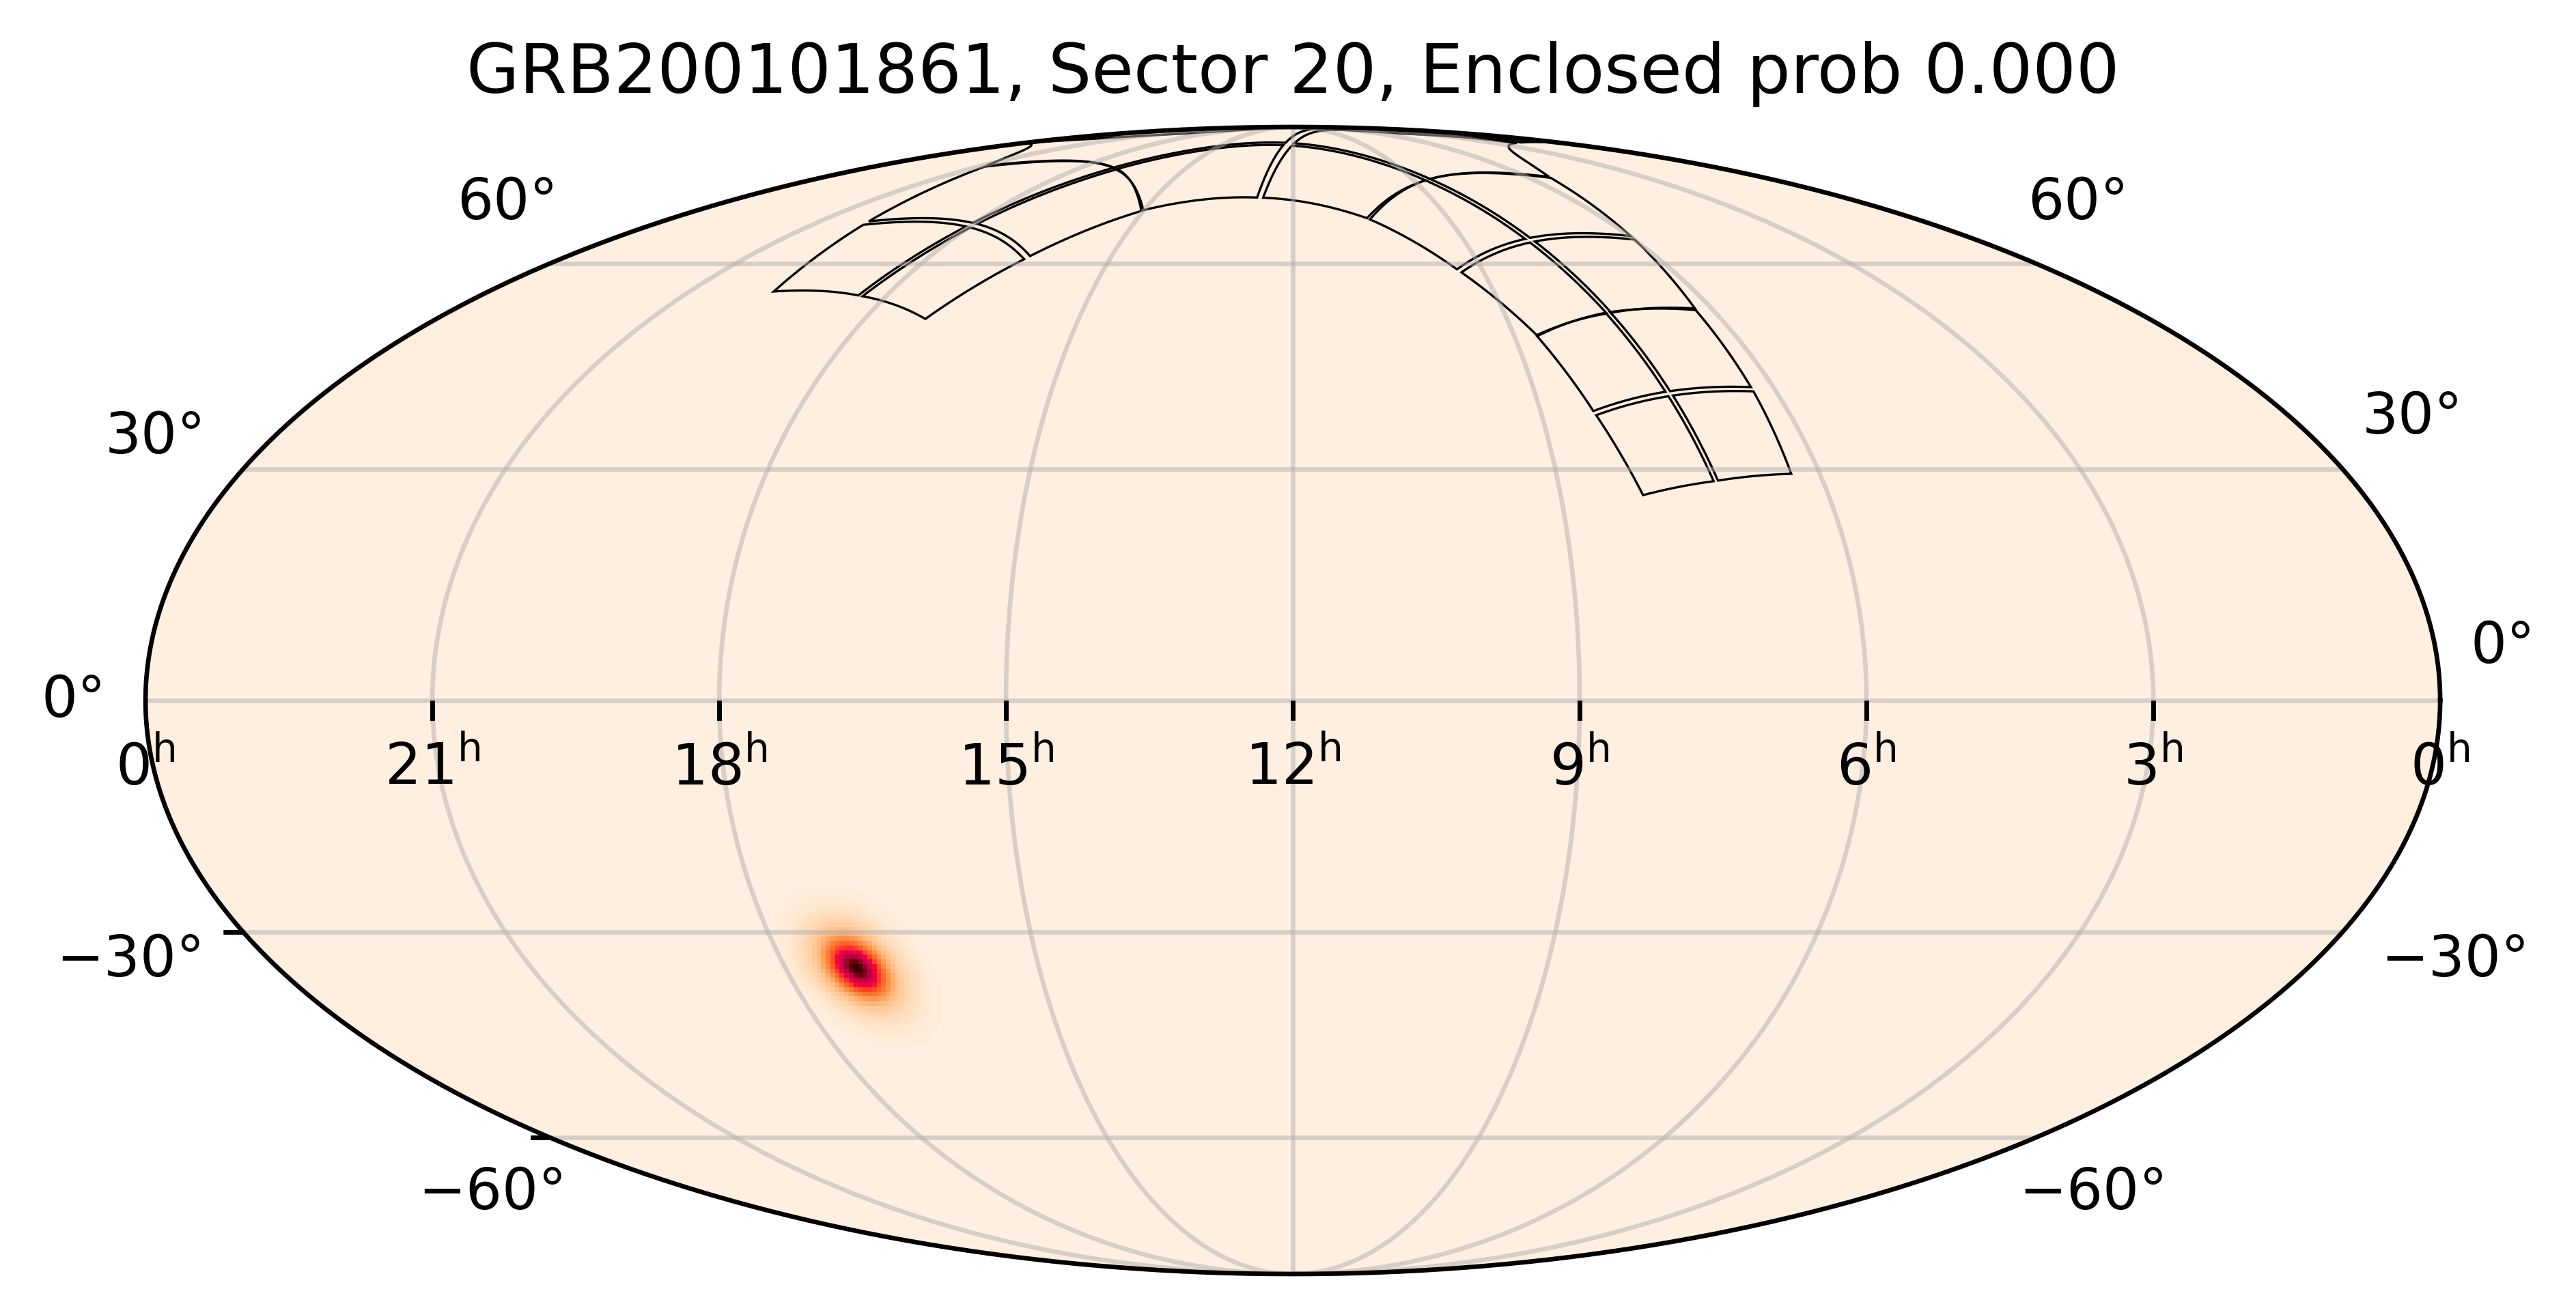 GRB200101861, Sector 20, Enclosed prob 0.000
60° 60°
30° 30°
0° 0°
0ʰ 21ʰ 18ʰ 15ʰ 12ʰ 9ʰ 6ʰ 3ʰ 0ʰ
−30° −30°
−60° −60°